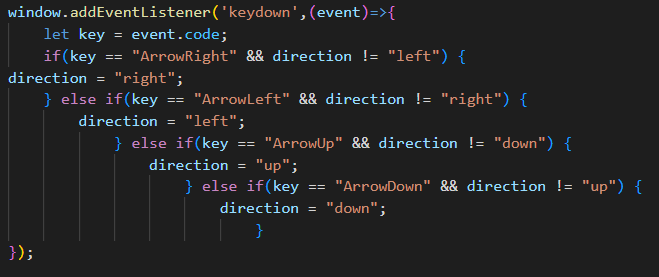 window.addEventListener('keydown',(event)=>{
    let key = event.code;
    if(key == "ArrowRight" && direction != "left") {
direction = "right";
    } else if(key == "ArrowLeft" && direction != "right") {
        direction = "left";
            } else if(key == "ArrowUp" && direction != "down") {
                direction = "up";
                    } else if(key == "ArrowDown" && direction != "up") {
                        direction = "down";
                            }
});